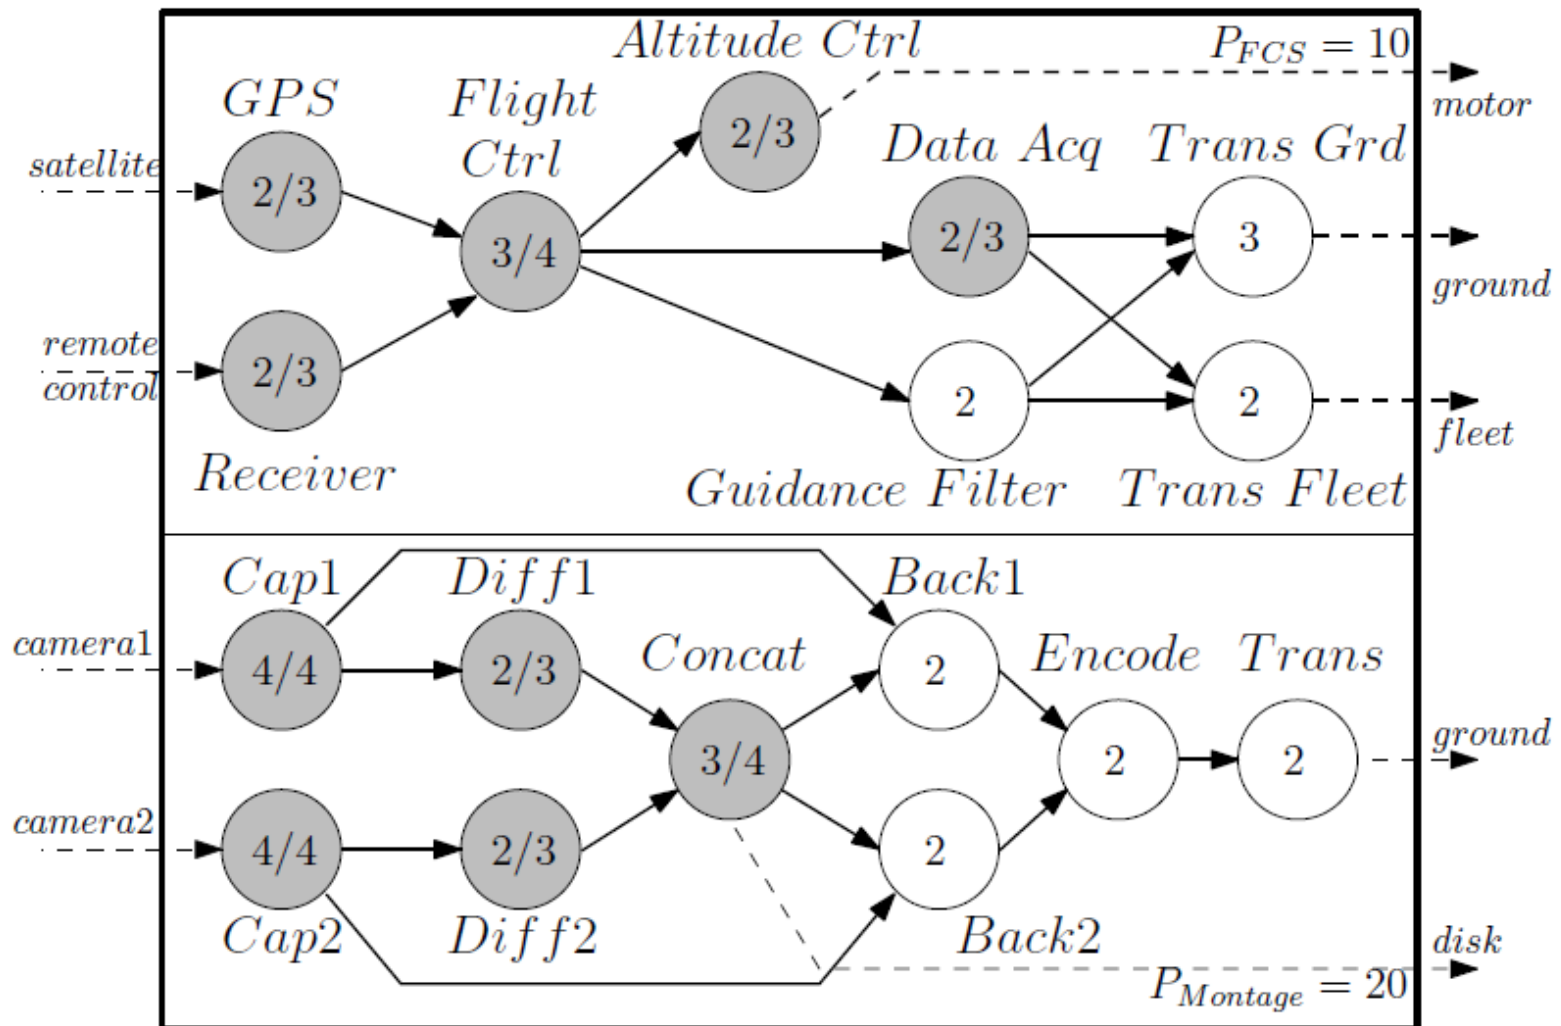 Altitude Ctrl
P_FCS = 10
GPS
Flight
Ctrl
2/3
motor
satellite
2/3
3/4
Data Acq
Trans Grd
2/3
3
ground
remote
control
2/3
2
2
fleet
Receiver
Guidance Filter
Trans Fleet
Cap1
Diff1
Back1
camera1
4/4
2/3
Concat
2
Encode
Trans
3/4
2
2
ground
camera2
4/4
2/3
2
Cap2
Diff2
Back2
disk
P_Montage = 20